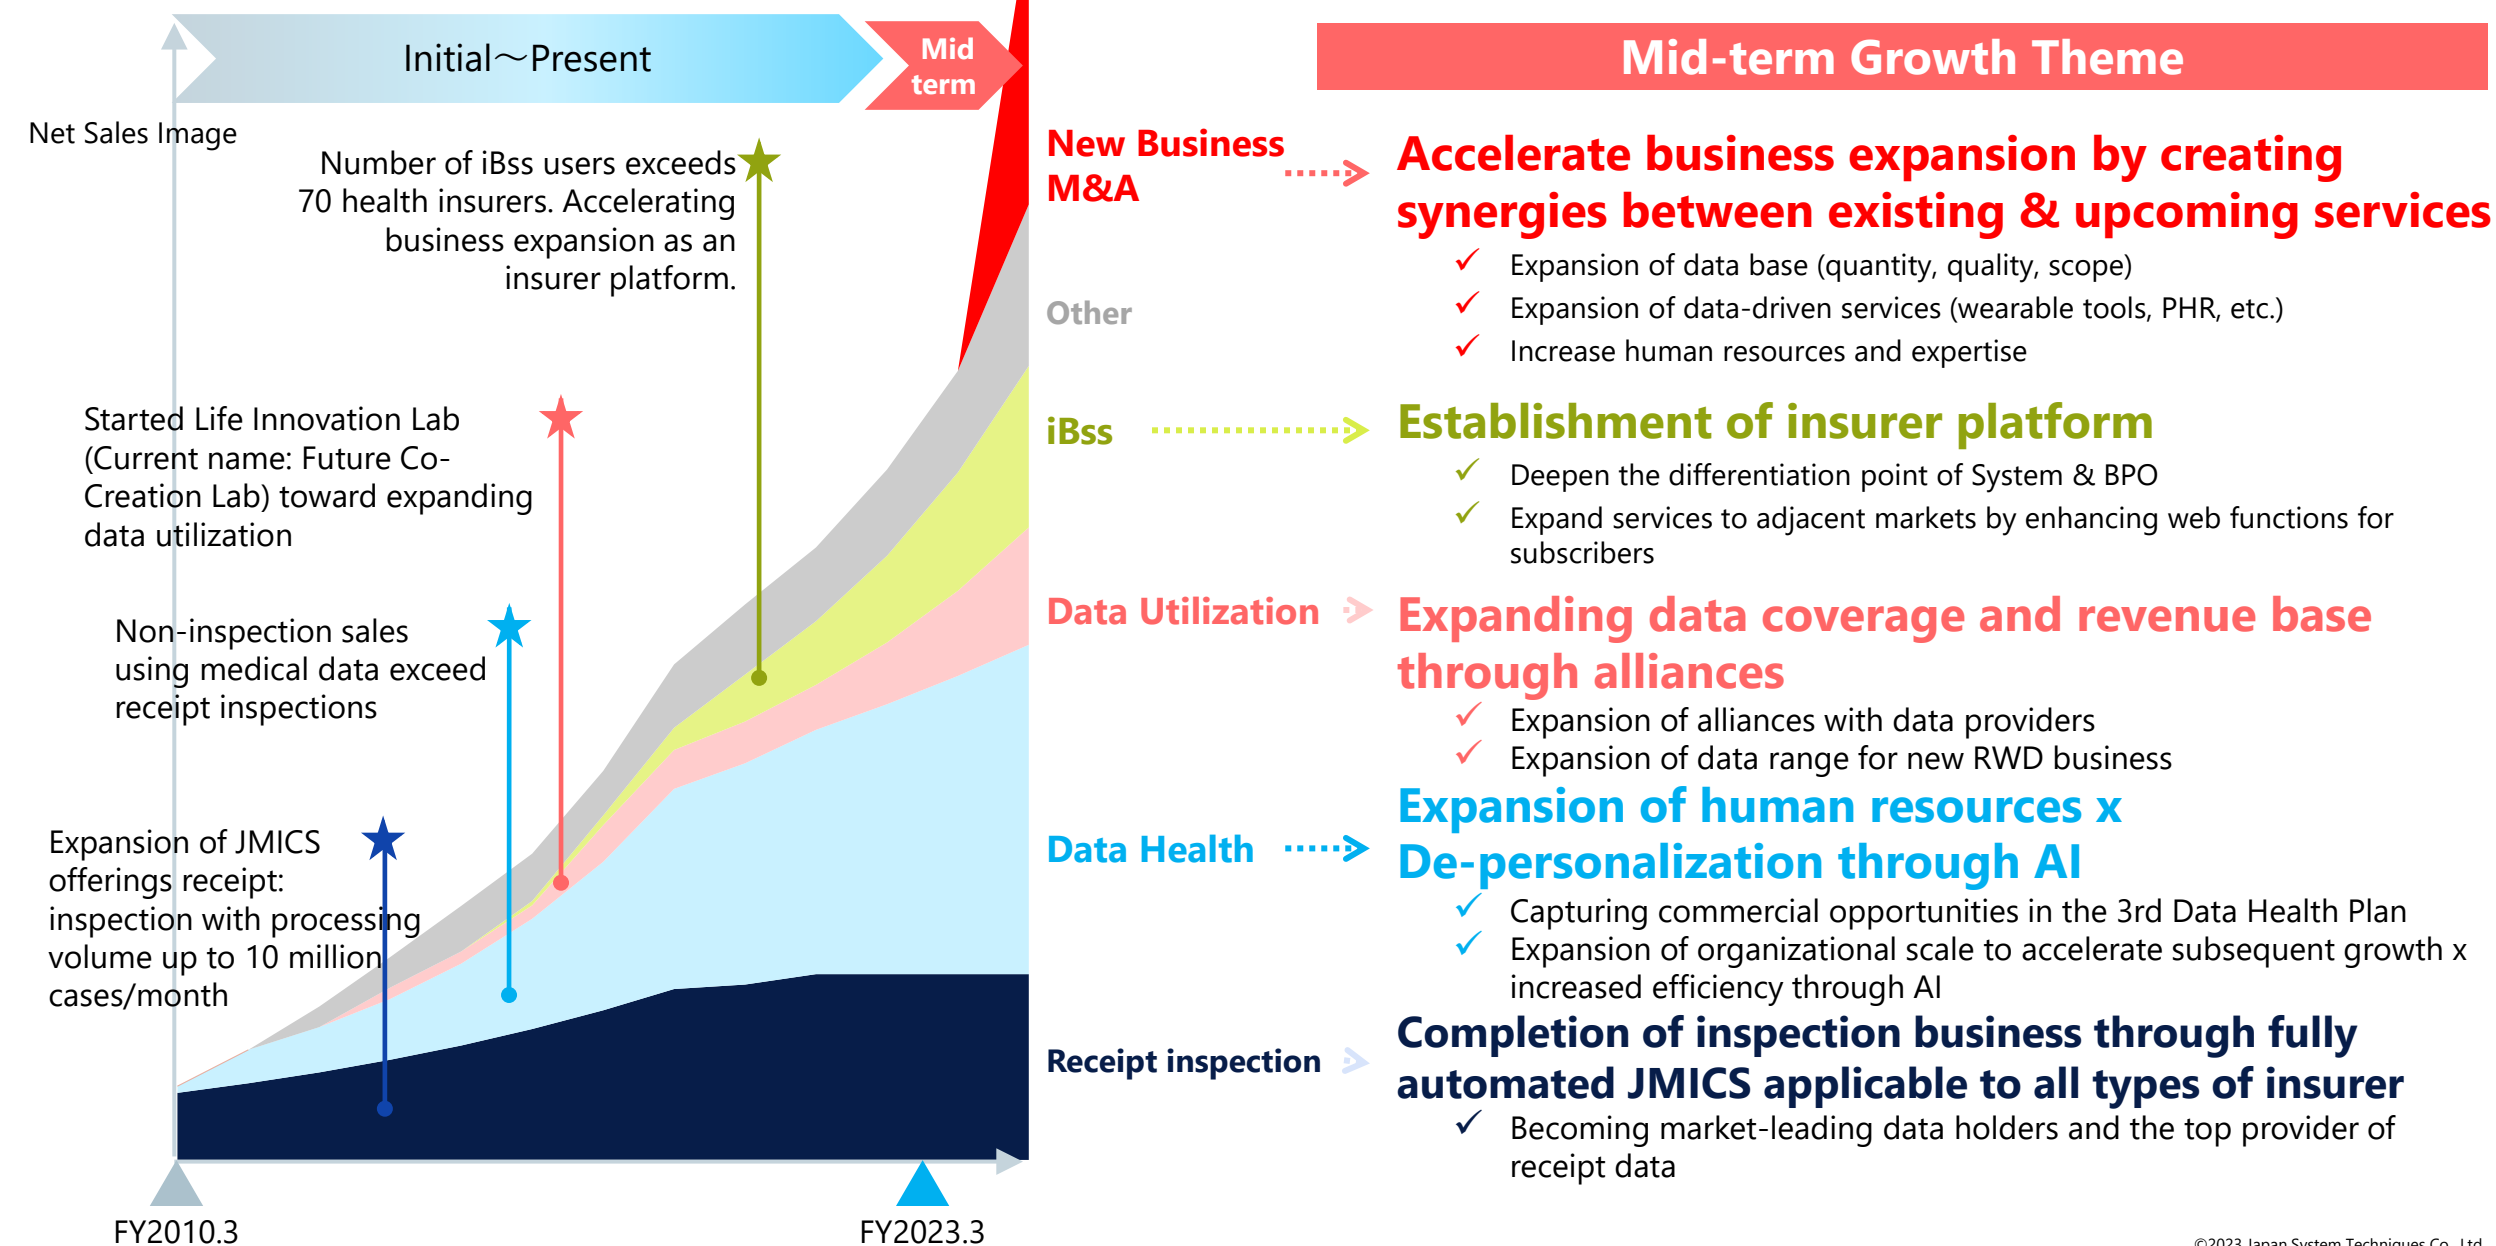 Initial～Present
Mid
term
Mid-term Growth Theme
Net Sales Image
Number of iBss users exceeds
70 health insurers. Accelerating
business expansion as an
insurer platform.
Started Life Innovation Lab
(Current name: Future Co-
Creation Lab) toward expanding
data utilization
Non-inspection sales
using medical data exceed
receipt inspections
Expansion of JMICS
offerings receipt:
inspection with processing
volume up to 10 million
cases/month
FY2010.3
FY2023.3
New Business
M&A
Accelerate business expansion by creating
synergies between existing & upcoming services
✓ Expansion of data base (quantity, quality, scope)
✓ Expansion of data-driven services (wearable tools, PHR, etc.)
✓ Increase human resources and expertise
Other
iBss
Establishment of insurer platform
✓ Deepen the differentiation point of System & BPO
✓ Expand services to adjacent markets by enhancing web functions for
subscribers
Data Utilization
Expanding data coverage and revenue base
through alliances
✓ Expansion of alliances with data providers
✓ Expansion of data range for new RWD business
Data Health
Expansion of human resources x
De-personalization through AI
✓ Capturing commercial opportunities in the 3rd Data Health Plan
✓ Expansion of organizational scale to accelerate subsequent growth x
increased efficiency through AI
Receipt inspection
Completion of inspection business through fully
automated JMICS applicable to all types of insurer
✓ Becoming market-leading data holders and the top provider of
receipt data
©2023 Japan System Techniques Co., Ltd.